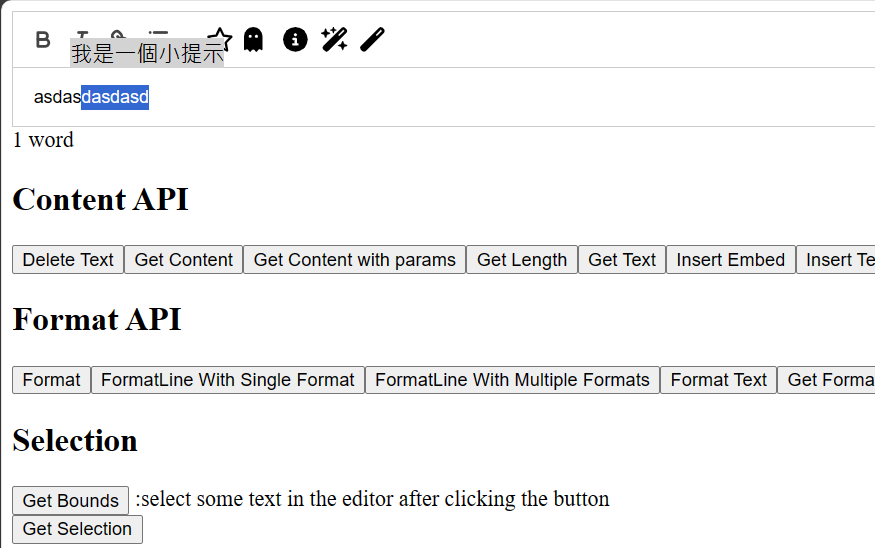 B
我是一個小提示
asdasdasdasd
1 word
Content API
Delete Text Get Content Get Content with params Get Length Get Text Insert Embed Insert Te
Format API
Format FormatLine With Single Format FormatLine With Multiple Formats Format Text Get Forma
Selection
Get Bounds :select some text in the editor after clicking the button
Get Selection